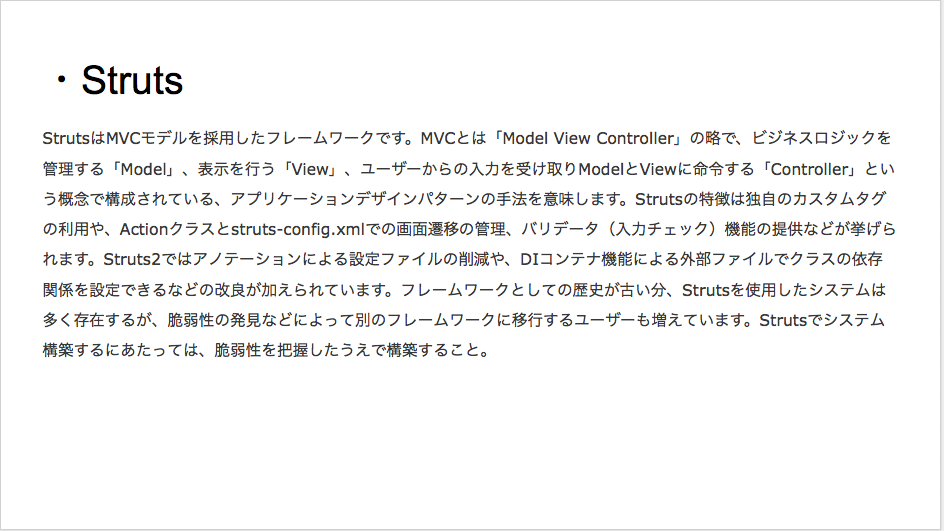 ・Struts
StrutsはMVCモデルを採用したフレームワークです。MVCとは「Model View Controller」の略で、ビジネスロジックを
管理する「Model」、表示を行う「View」、ユーザーからの入力を受け取りModelとViewに命令する「Controller」とい
う概念で構成されている、アプリケーションデザインパターンの手法を意味します。Strutsの特徴は独自のカスタムタグ
の利用や、Actionクラスとstruts-config.xmlでの画面遷移の管理、バリデータ（入力チェック）機能の提供などが挙げら
れます。Struts2ではアノテーションによる設定ファイルの削減や、DIコンテナ機能による外部ファイルでクラスの依存
関係を設定できるなどの改良が加えられています。フレームワークとしての歴史が古い分、Strutsを使用したシステムは
多く存在するが、脆弱性の発見などによって別のフレームワークに移行するユーザーも増えています。Strutsでシステム
構築するにあたっては、脆弱性を把握したうえで構築すること。